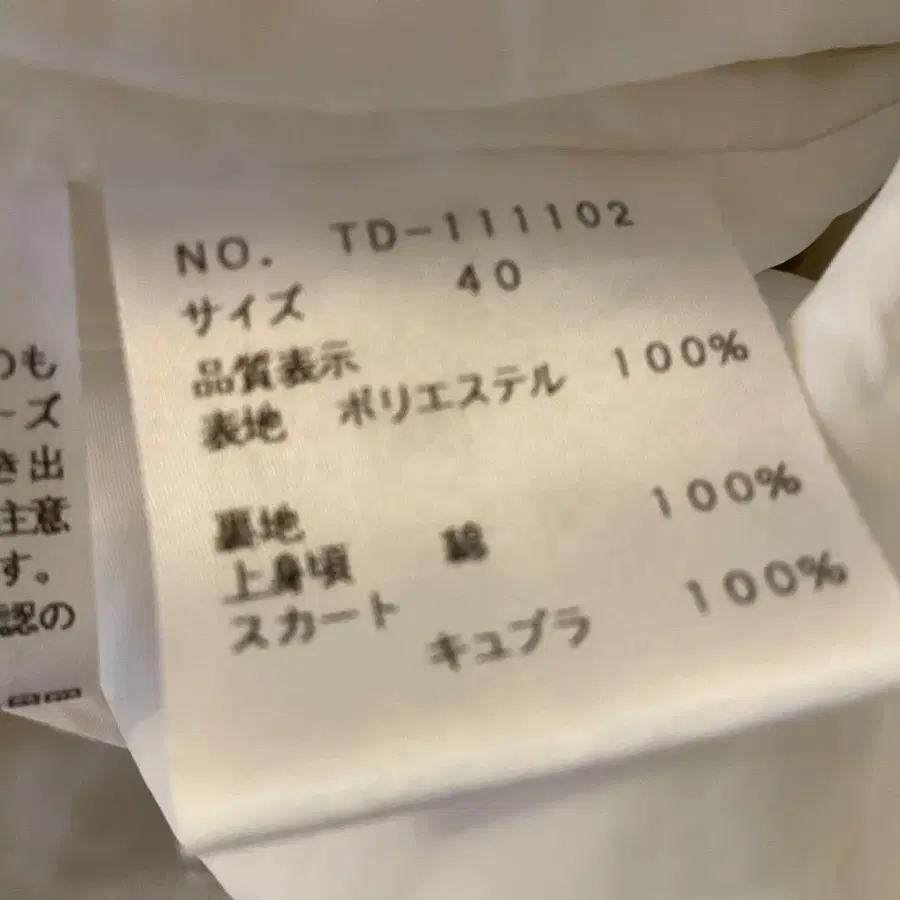 NO. TD-111102
サイズ 40
品質表示
表地 ポリエステル 100%
裏地
上身頃 綿 100%
スカート
キュプラ 100%
のも
ーズ
き出
主意
す。
認の